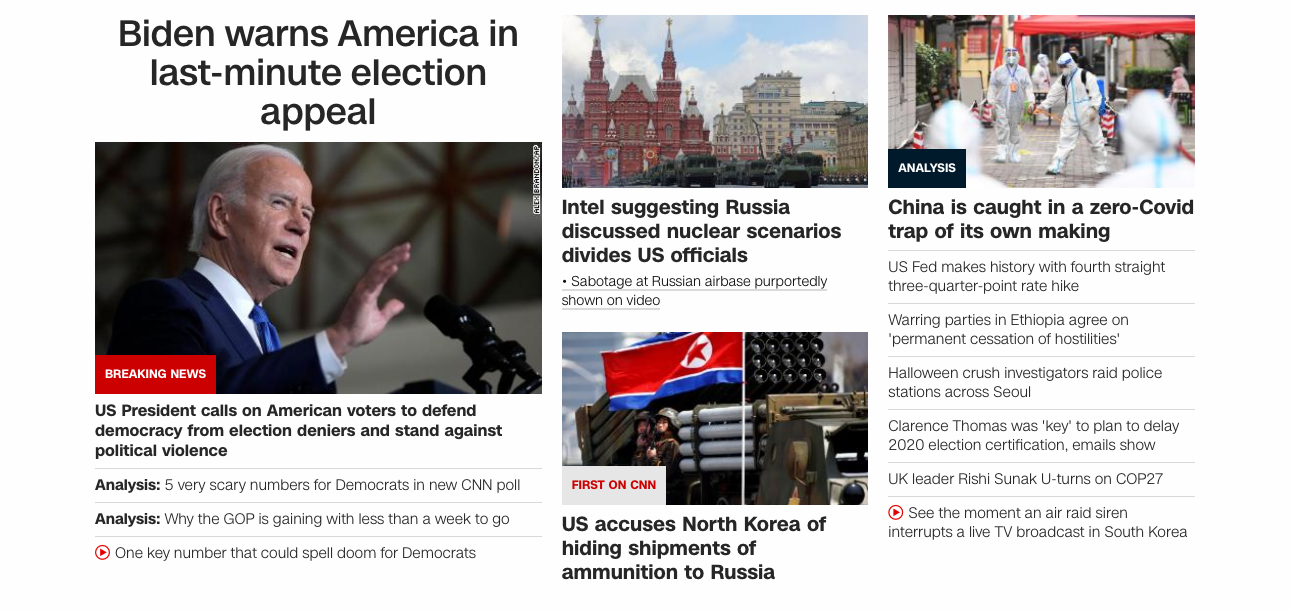 Biden warns America in
last-minute election
appeal
ALEX BRANDON/AP
BREAKING NEWS
US President calls on American voters to defend
democracy from election deniers and stand against
political violence
Analysis: 5 very scary numbers for Democrats in new CNN poll
Analysis: Why the GOP is gaining with less than a week to go
One key number that could spell doom for Democrats
Intel suggesting Russia
discussed nuclear scenarios
divides US officials
• Sabotage at Russian airbase purportedly
shown on video
FIRST ON CNN
US accuses North Korea of
hiding shipments of
ammunition to Russia
ANALYSIS
China is caught in a zero-Covid
trap of its own making
US Fed makes history with fourth straight
three-quarter-point rate hike
Warring parties in Ethiopia agree on
'permanent cessation of hostilities'
Halloween crush investigators raid police
stations across Seoul
Clarence Thomas was 'key' to plan to delay
2020 election certification, emails show
UK leader Rishi Sunak U-turns on COP27
See the moment an air raid siren
interrupts a live TV broadcast in South Korea